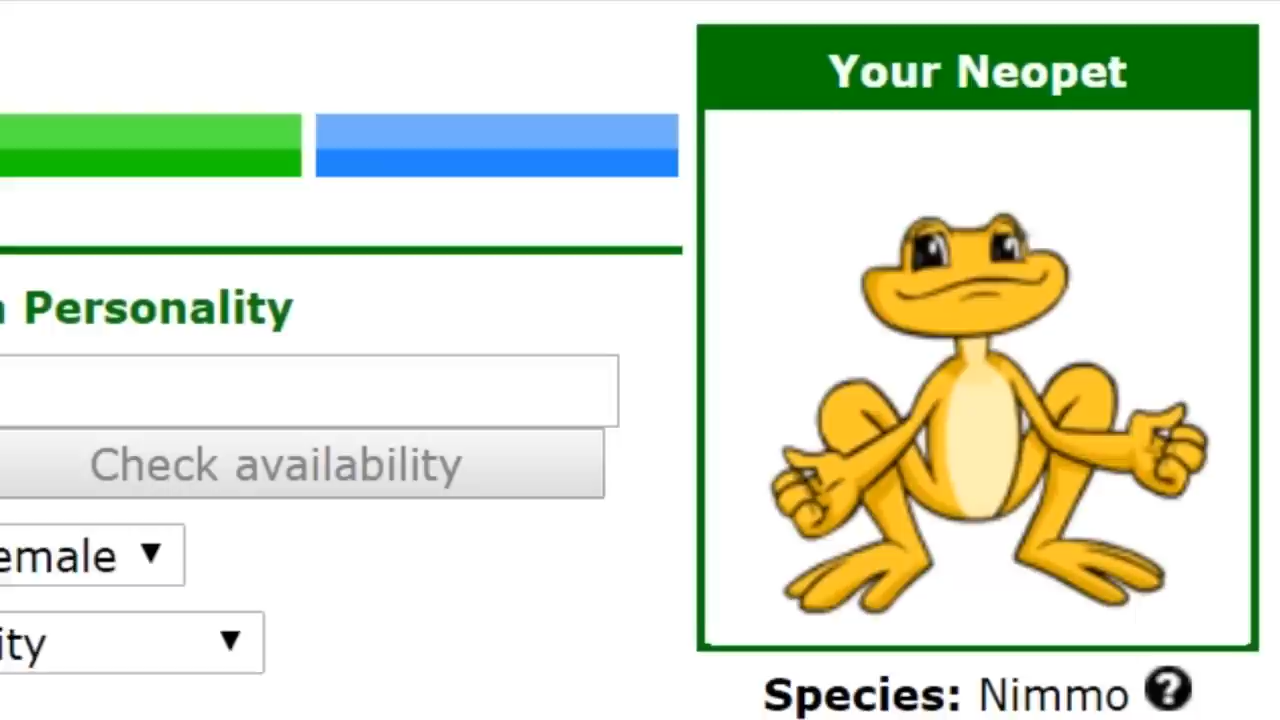 Your Neopet
Personality
Check availability
emale
ity
Species: Nimmo